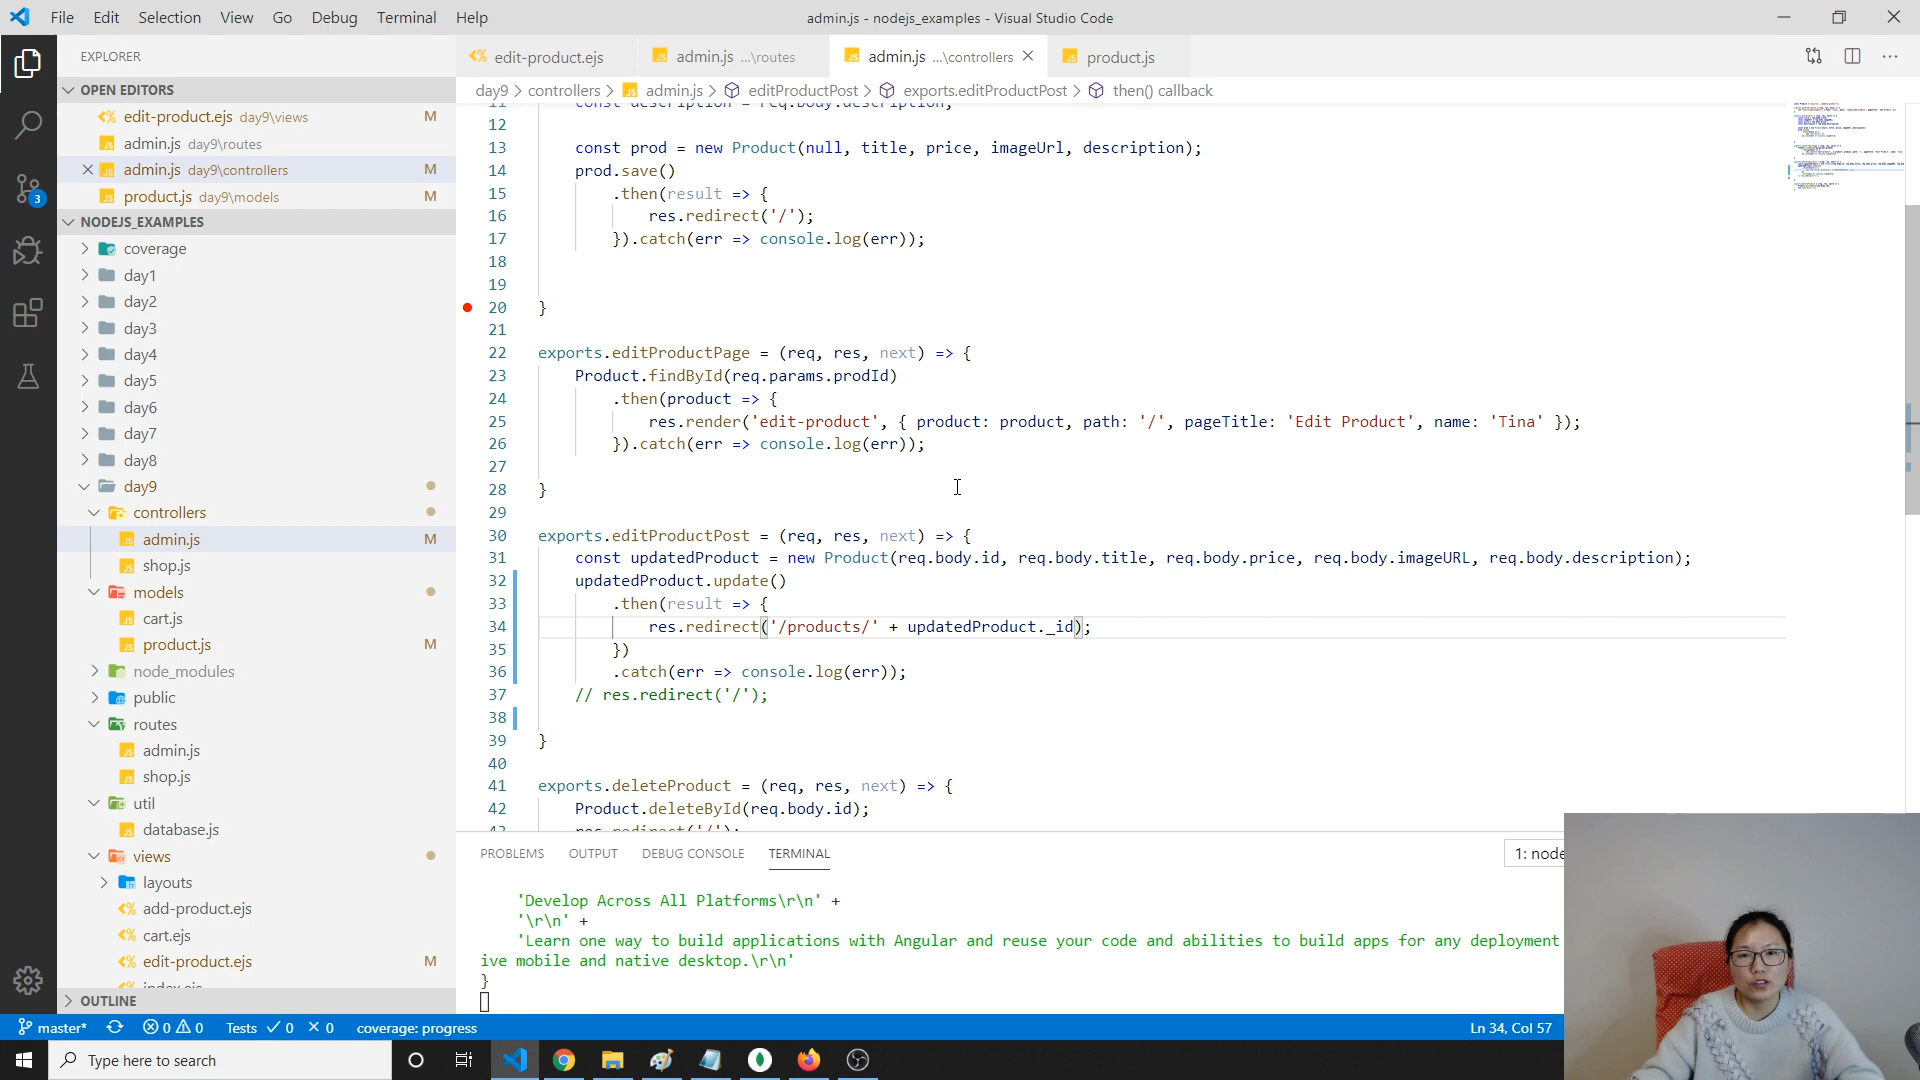 File Edit Selection View Go Debug Terminal Help
admin.js - nodejs_examples - Visual Studio Code
EXPLORER
OPEN EDITORS
edit-product.ejs day9\views M
admin.js day9\routes
admin.js day9\controllers M
product.js day9\models M
NODEJS_EXAMPLES
coverage
day1
day2
day3
day4
day5
day6
day7
day8
day9
controllers
admin.js M
shop.js
models
cart.js
product.js M
node_modules
public
routes
admin.js
shop.js
util
database.js
views
layouts
add-product.ejs
cart.ejs
edit-product.ejs M
index.ejs
OUTLINE
3
edit-product.ejs
admin.js ...\routes
admin.js ...\controllers
product.js
day9 > controllers > admin.js > editProductPost > exports.editProductPost > then() callback
11 const description = req.body.description;
12
13 const prod = new Product(null, title, price, imageUrl, description);
14 prod.save()
15 .then(result => {
16 res.redirect('/');
17 }).catch(err => console.log(err));
18
19
20 }
21
22 exports.editProductPage = (req, res, next) => {
23 Product.findById(req.params.prodId)
24 .then(product => {
25 res.render('edit-product', { product: product, path: '/', pageTitle: 'Edit Product', name: 'Tina' });
26 }).catch(err => console.log(err));
27
28 }
29
30 exports.editProductPost = (req, res, next) => {
31 const updatedProduct = new Product(req.body.id, req.body.title, req.body.price, req.body.imageURL, req.body.description);
32 updatedProduct.update()
33 .then(result => {
34 res.redirect('/products/' + updatedProduct._id);
35 })
36 .catch(err => console.log(err));
37 // res.redirect('/');
38
39 }
40
41 exports.deleteProduct = (req, res, next) => {
42 Product.deleteById(req.body.id);
43 res.redirect('/');
PROBLEMS OUTPUT DEBUG CONSOLE TERMINAL
1: node
'Develop Across All Platforms\r\n' +
'\r\n' +
'Learn one way to build applications with Angular and reuse your code and abilities to build apps for any deployment
ive mobile and native desktop.\r\n'
}
master* 0 0 Tests 0 0 coverage: progress
Ln 34, Col 57
Type here to search